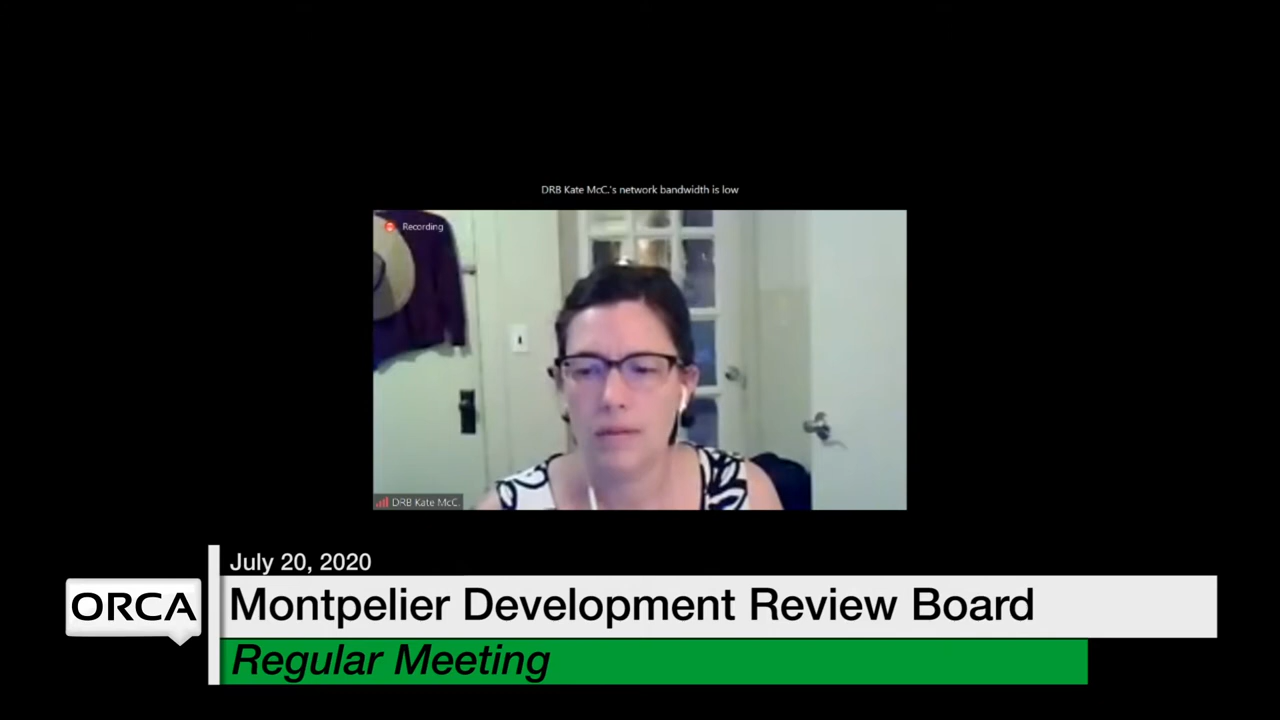 DRB Kate McC.'s network bandwidth is low
Recording
DRB Kate McC.
July 20, 2020
ORCA
Montpelier Development Review Board
Regular Meeting